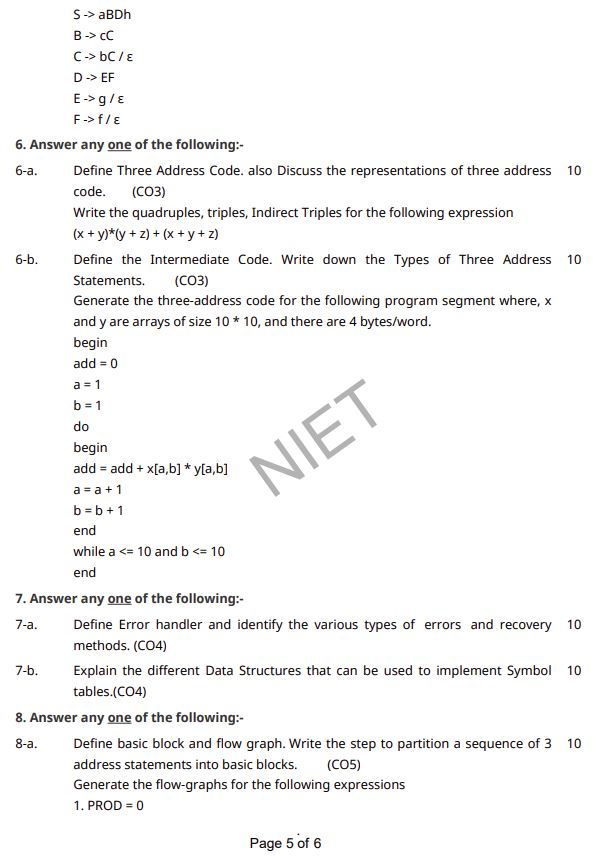 S -> aBDh
B -> cC
C -> bC / ε
D -> EF
E -> g / ε
F -> f / ε
6. Answer any one of the following:-
6-a. Define Three Address Code. also Discuss the representations of three address 10
code. (CO3)
Write the quadruples, triples, Indirect Triples for the following expression
(x + y)*(y + z) + (x + y + z)
6-b. Define the Intermediate Code. Write down the Types of Three Address 10
Statements. (CO3)
Generate the three-address code for the following program segment where, x
and y are arrays of size 10 * 10, and there are 4 bytes/word.
begin
add = 0
a = 1
b = 1
do
begin
add = add + x[a,b] * y[a,b]
a = a + 1
b = b + 1
end
while a <= 10 and b <= 10
end
NIET
7. Answer any one of the following:-
7-a. Define Error handler and identify the various types of errors and recovery 10
methods. (CO4)
7-b. Explain the different Data Structures that can be used to implement Symbol 10
tables.(CO4)
8. Answer any one of the following:-
8-a. Define basic block and flow graph. Write the step to partition a sequence of 3 10
address statements into basic blocks. (CO5)
Generate the flow-graphs for the following expressions
1. PROD = 0
Page 5 of 6